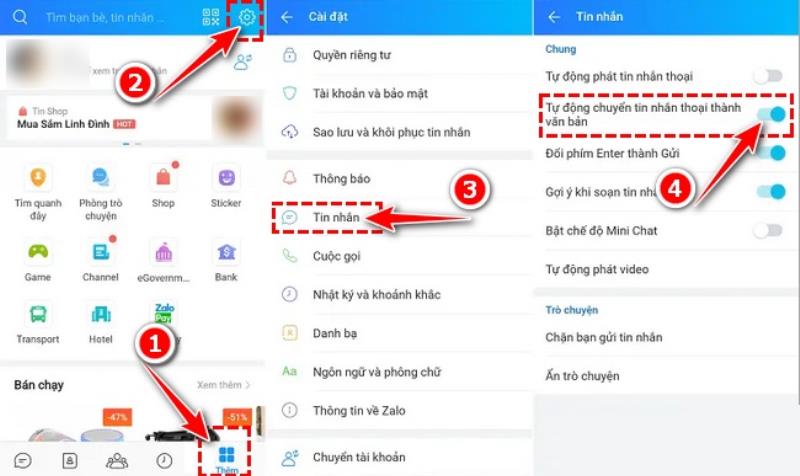 Tìm bạn bè, tin nhắn ...
2
xem t
Tin Shop
Mua Sắm Linh Đình HOT
Tìm quanh đây
Phòng trò chuyện
Shop
Sticker
Game
Channel
eGovernm...
Bank
Transport
Hotel
Zalo Pay
y
1
Bán chạy
Xem thêm >
-47%
-51%
Thêm
Cài đặt
Quyền riêng tư
Tài khoản và bảo mật
Sao lưu và khôi phục tin nhắn
Thông báo
3
Tin nhắn
Cuộc gọi
Nhật ký và khoảnh khắc
Danh bạ
Aa Ngôn ngữ và phông chữ
Thông tin về Zalo
Chuyển tài khoản
Tin nhắn
Chung
Tự động phát tin nhắn thoại
Tự động chuyển tin nhắn thoại thành
văn bản
Đổi phím Enter thành Gửi
Gợi ý khi soạn tin nhắ
4
Bật chế độ Mini Chat
Tự động phát video
Trò chuyện
Chặn bạn gửi tin nhắn
Ẩn trò chuyện